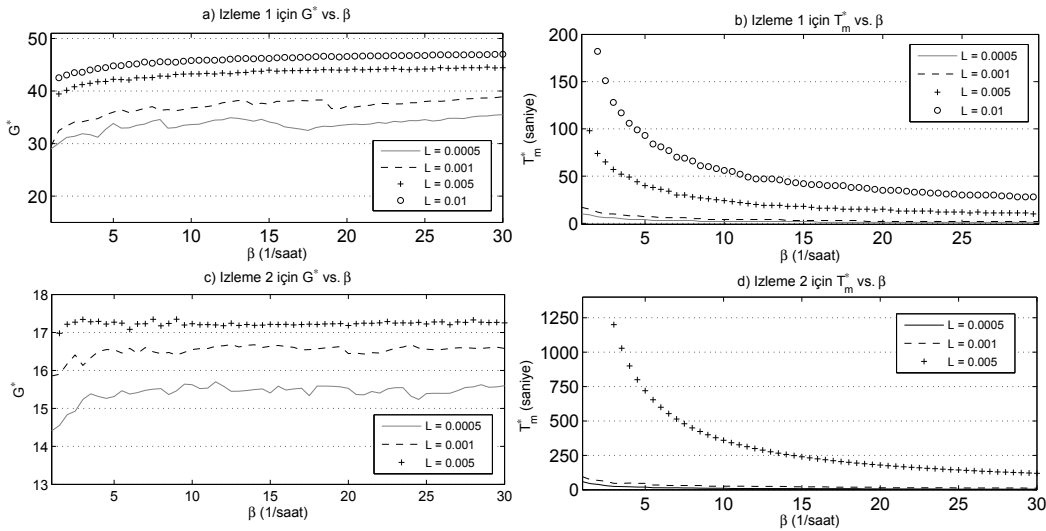 a) Izleme 1 için G* vs. β
50
40
30
20
G*
5
10
15
20
25
30
β (1/saat)
L = 0.0005
L = 0.001
L = 0.005
L = 0.01
b) Izleme 1 için T*m vs. β
200
150
100
50
0
T*m (saniye)
5
10
15
20
25
β (1/saat)
L = 0.0005
L = 0.001
L = 0.005
L = 0.01
c) Izleme 2 için G* vs. β
18
17
16
15
14
13
G*
5
10
15
20
25
30
β (1/saat)
L = 0.0005
L = 0.001
L = 0.005
d) Izleme 2 için T*m vs. β
1250
1000
750
500
250
0
T*m (saniye)
5
10
15
20
25
30
β (1/saat)
L = 0.0005
L = 0.001
L = 0.005